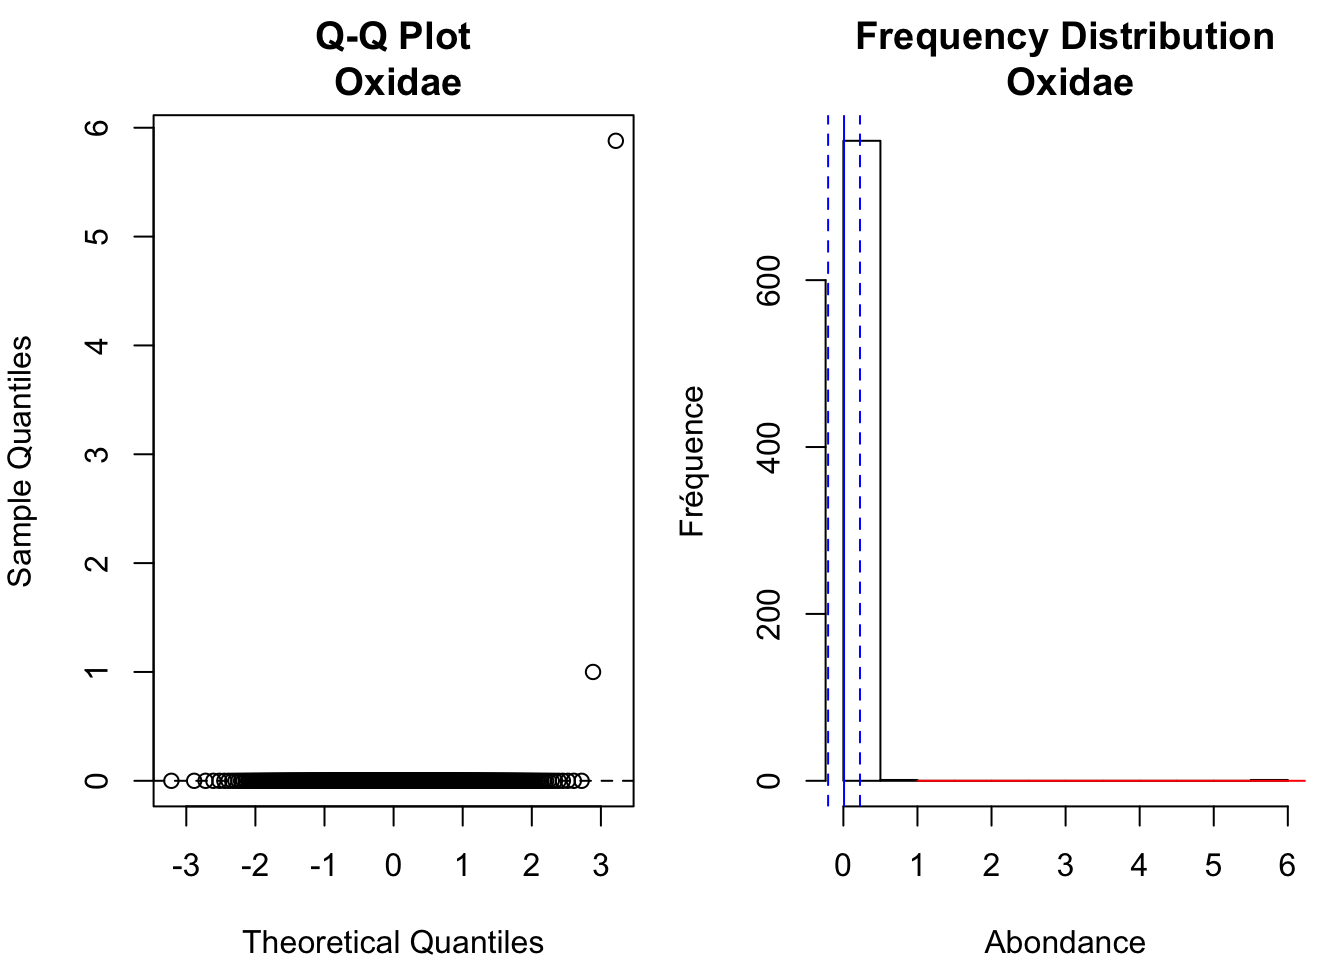 Q-Q Plot
Oxidae
Sample Quantiles
6
5
4
3
2
1
0
-3 -2 -1 0 1 2 3
Theoretical Quantiles
Frequency Distribution
Oxidae
Fréquence
600
400
200
0
0 1 2 3 4 5 6
Abondance